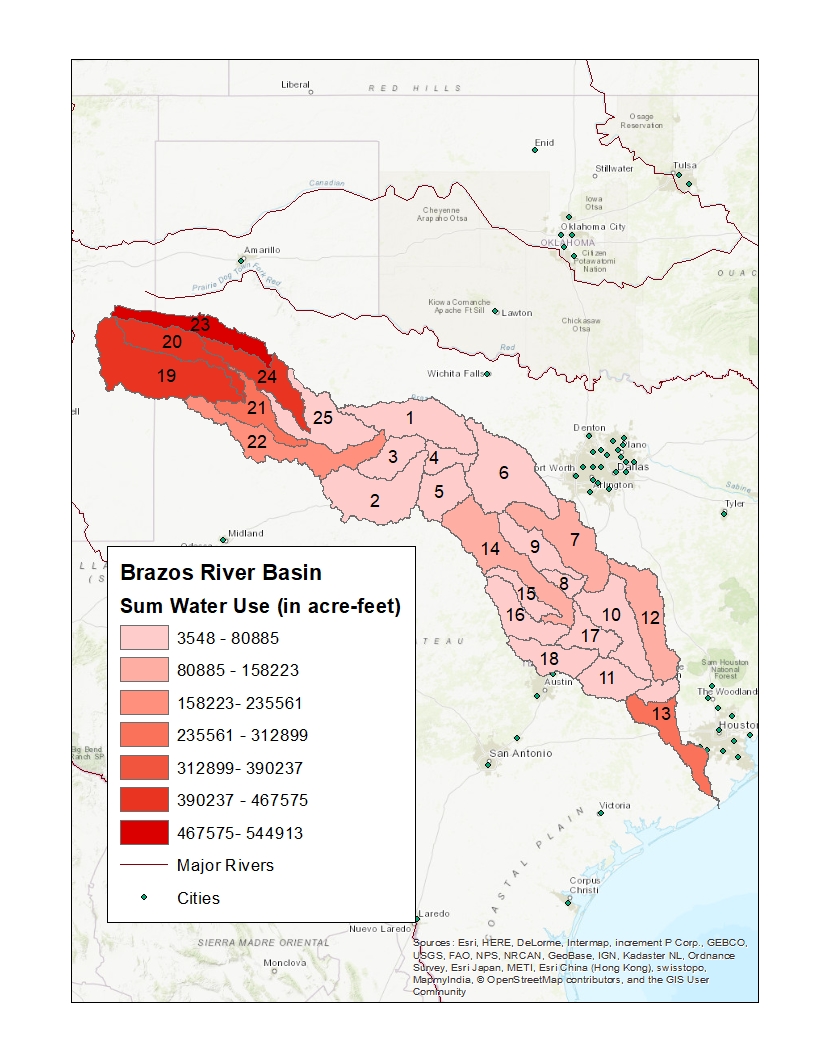 Liberal
RED HILLS
Osage
Reservation
Enid
Stillwater
Tulsa
Canadian
Iowa
Otsa
Cheyenne
Arapaho Otsa
Oklahoma City
OKLAHOMA
Citizen
Potawatomi
Nation
Amarillo
Prairie Dog Town Fork Red
OUAC
Kiowa Comanche
Apache Ft Sill
Lawton
Chickasaw
Otsa
23
20
19
24
21
22
25
Red
Wichita Falls
ell
1
3
4
2
5
6
Denton
Plano
ort Worth
Dallas
Arlington
Sabine
Tyler
Midland
Odessa
14
9
7
8
15
16
10
12
17
18
11
13
LLA
(S
TEAU
Austin
Sam Houston
National
Forest
The Woodland
Houston
San Antonio
Big Bend
Ranch SP
Victoria
COASTAL PLAIN
Corpus
Christi
Brazos River Basin
Sum Water Use (in acre-feet)
3548 - 80885
80885 - 158223
158223- 235561
235561 - 312899
312899- 390237
390237 - 467575
467575- 544913
Major Rivers
Cities
Laredo
Nuevo Laredo
SIERRA MADRE ORIENTAL
Monclova
Sources: Esri, HERE, DeLorme, Intermap, increment P Corp., GEBCO,
USGS, FAO, NPS, NRCAN, GeoBase, IGN, Kadaster NL, Ordnance
Survey, Esri Japan, METI, Esri China (Hong Kong), swisstopo,
MapmyIndia, © OpenStreetMap contributors, and the GIS User
Community